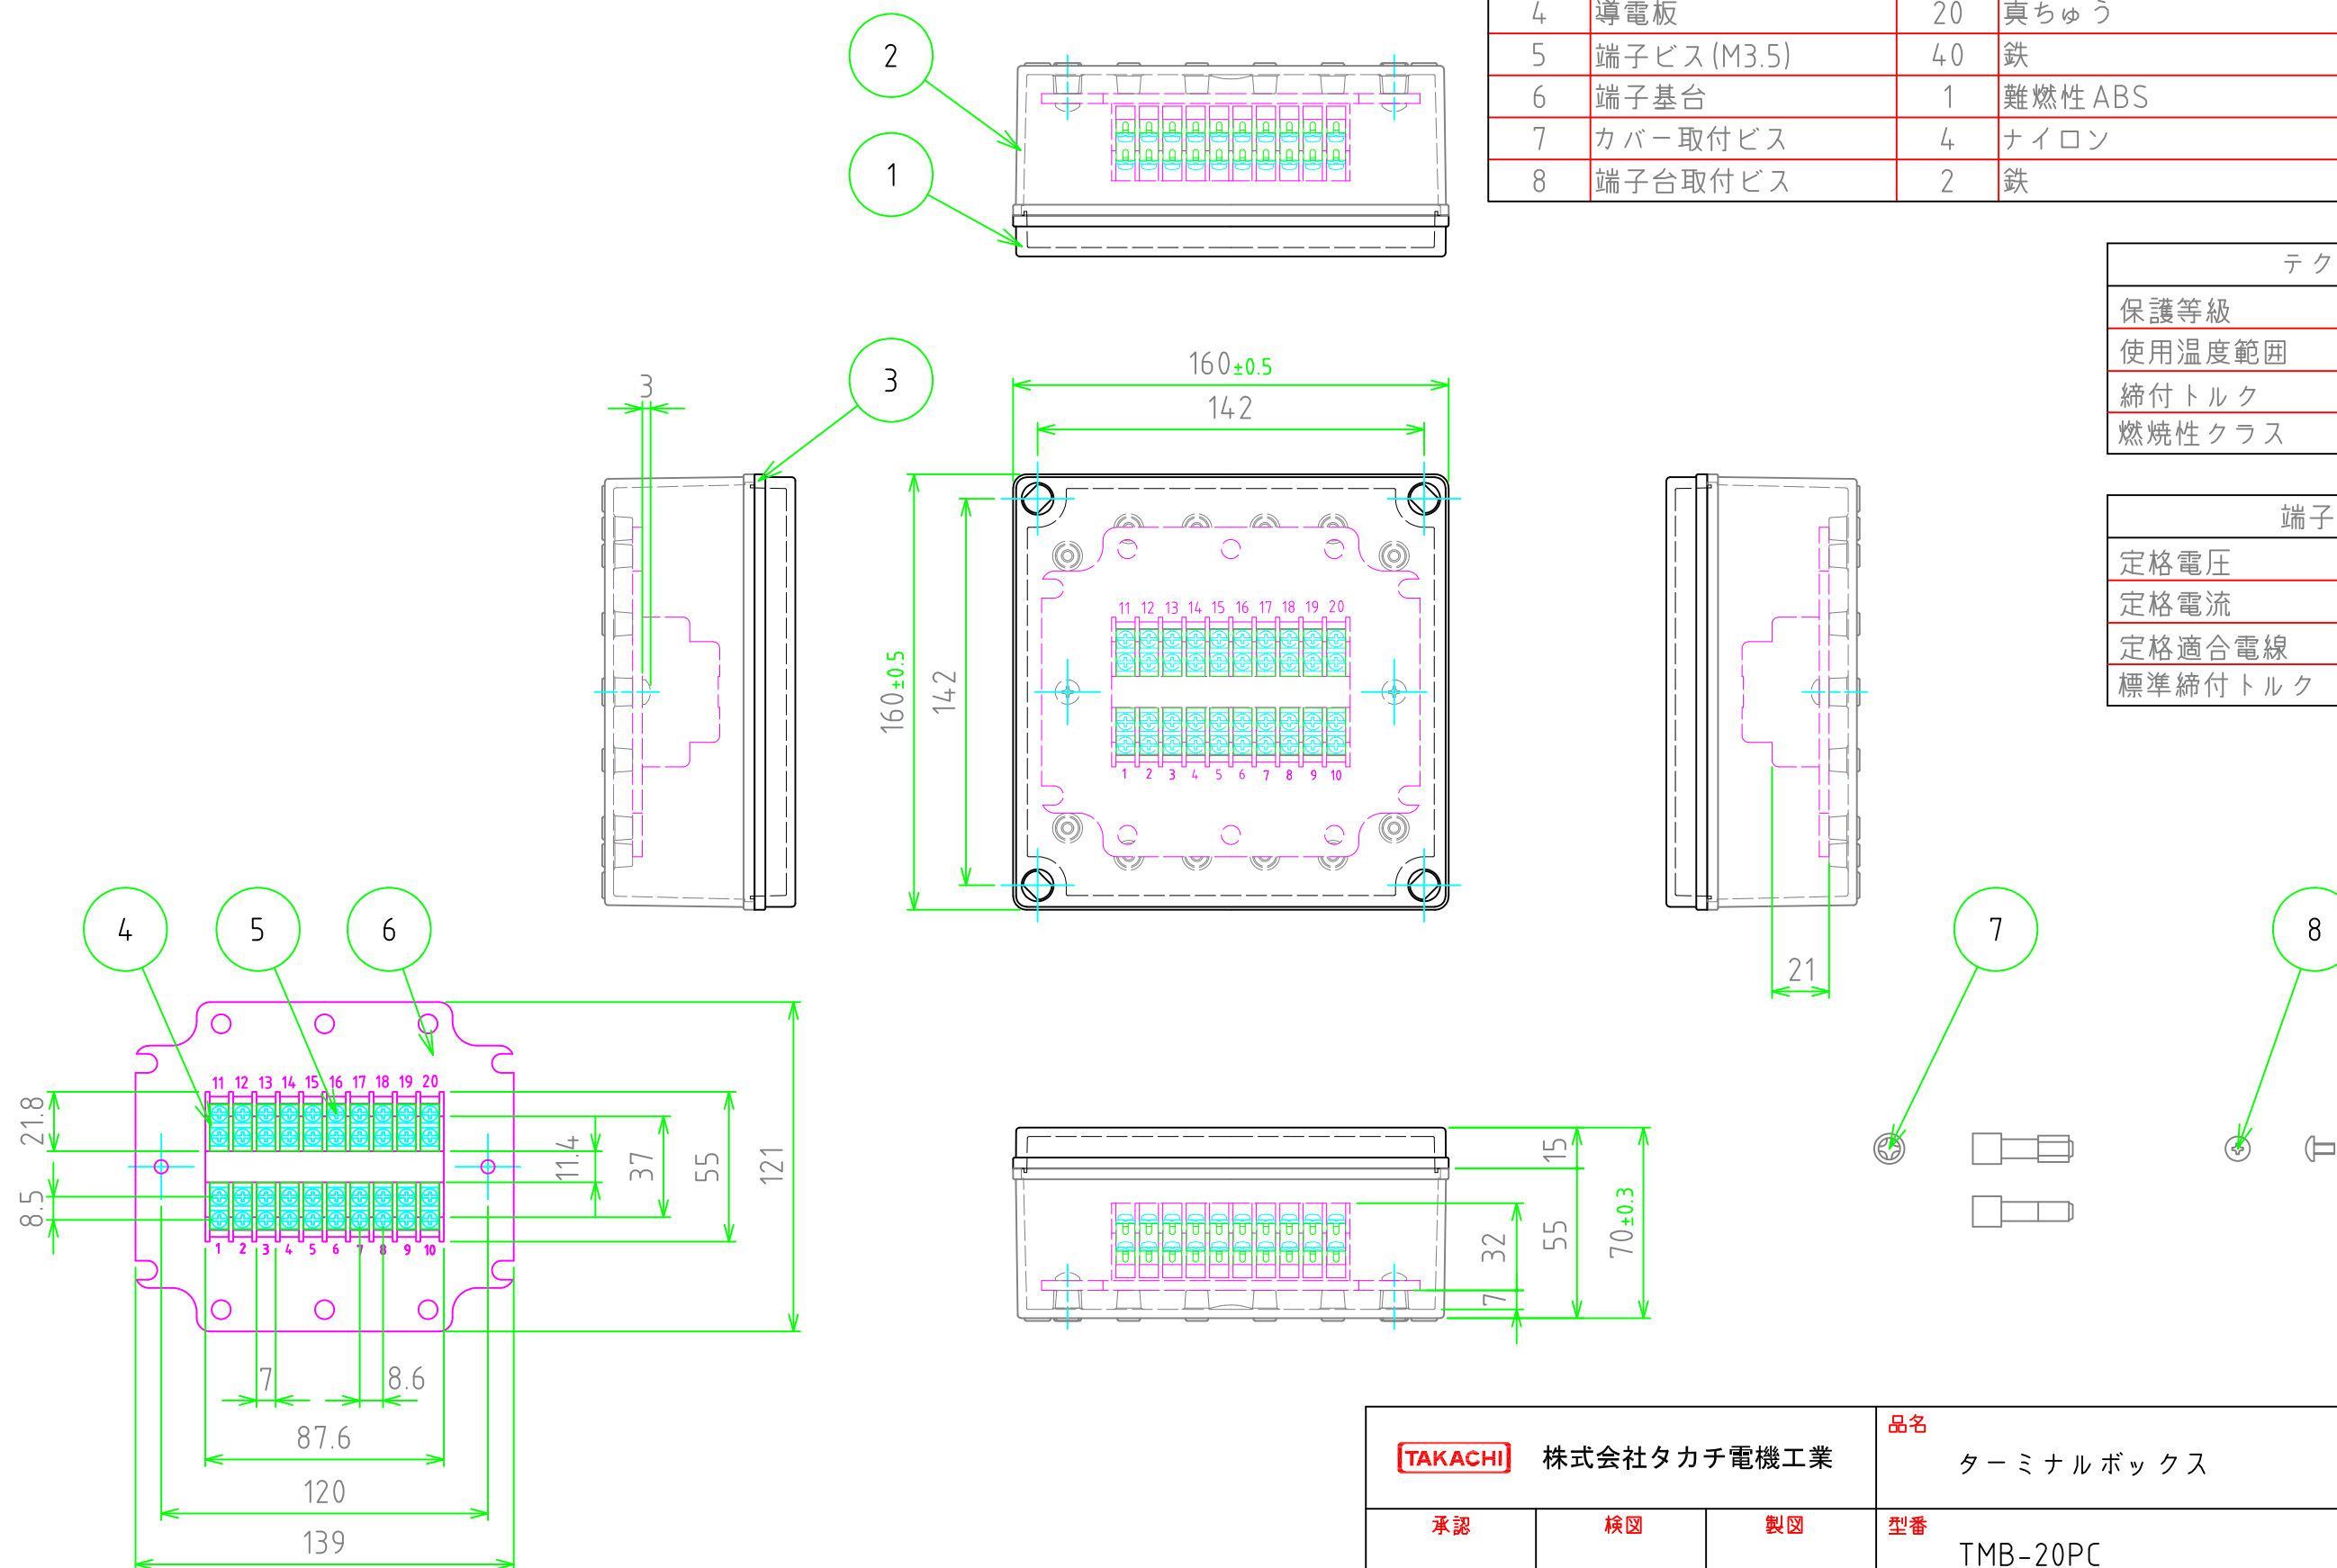 4 導電板 20 真ちゅう
5 端子ビス(M3.5) 40 鉄
6 端子基台 1 難燃性ABS
7 カバー取付ビス 4 ナイロン
8 端子台取付ビス 2 鉄
2
1
テク
保護等級
使用温度範囲
締付トルク
燃焼性クラス
端子
定格電圧
定格電流
定格適合電線
標準締付トルク
3
3
160±0.5
142
160±0.5
142
11 12 13 14 15 16 17 18 19 20
1 2 3 4 5 6 7 8 9 10
21
4
5
6
7
8
11 12 13 14 15 16 17 18 19 20
1 2 3 4 5 6 7 8 9 10
21.8
8.5
11.4
37
55
121
7
8.6
87.6
120
139
15
32
55
70±0.3
7
TAKACHI 株式会社タカチ電機工業
品名
ターミナルボックス
承認 検図 製図
型番
TMB-20PC